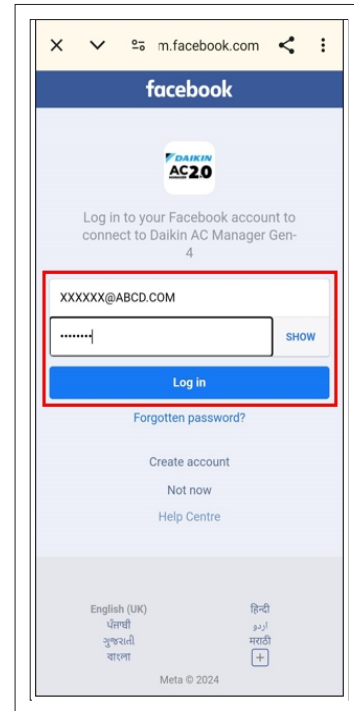 m.facebook.com
facebook
DAIKIN
AC2.0
Log in to your Facebook account to
connect to Daikin AC Manager Gen-
4
XXXXXX@ABCD.COM
••••••••
SHOW
Log in
Forgotten password?
Create account
Not now
Help Centre
English (UK) हिन्दी
ਪੰਜਾਬੀ اردو
ગુજરાતી मराठी
বাংলা +
Meta © 2024